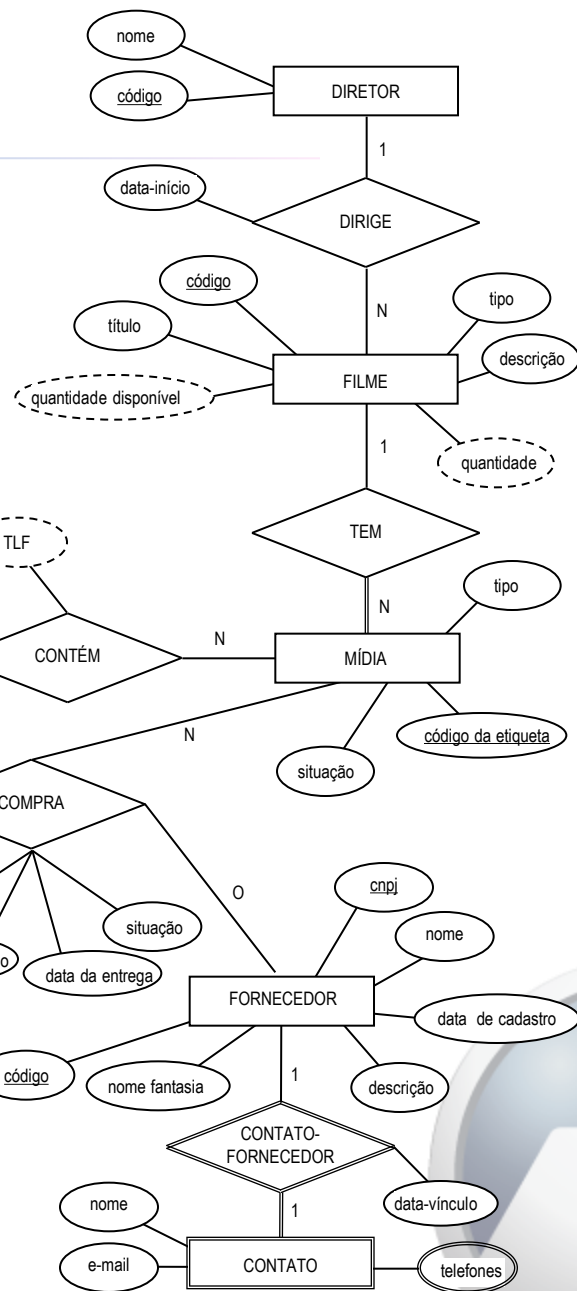 nome
código
DIRETOR
1
data-início
DIRIGE
código
N
tipo
título
descrição
quantidade disponível
FILME
1
quantidade
TLF
TEM
N
tipo
CONTÉM
N
MÍDIA
código da etiqueta
N
situação
COMPRA
O
cnpj
situação
nome
o
data da entrega
FORNECEDOR
data de cadastro
código
nome fantasia
1
descrição
CONTATO-
FORNECEDOR
nome
1
data-vínculo
e-mail
CONTATO
telefones